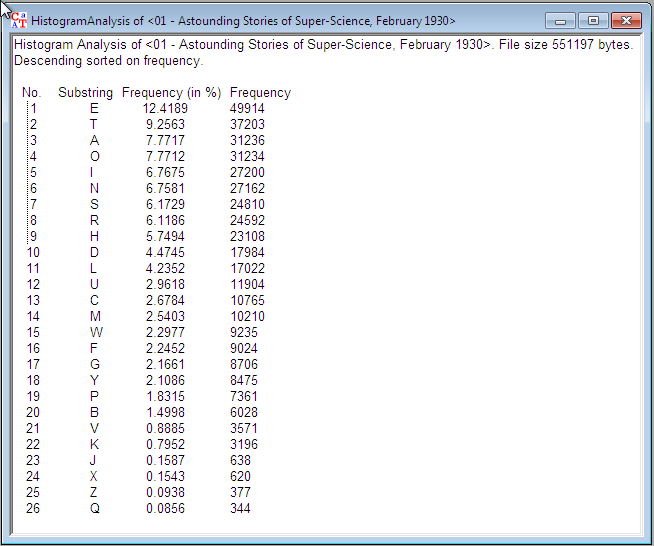 HistogramAnalysis of <01 - Astounding Stories of Super-Science, February 1930>
Histogram Analysis of <01 - Astounding Stories of Super-Science, February 1930>. File size 551197 bytes.
Descending sorted on frequency.
No. Substring Frequency (in %) Frequency
1 E 12.4189 49914
2 T 9.2563 37203
3 A 7.7717 31236
4 O 7.7712 31234
5 I 6.7675 27200
6 N 6.7581 27162
7 S 6.1729 24810
8 R 6.1186 24592
9 H 5.7494 23108
10 D 4.4745 17984
11 L 4.2352 17022
12 U 2.9618 11904
13 C 2.6784 10765
14 M 2.5403 10210
15 W 2.2977 9235
16 F 2.2452 9024
17 G 2.1661 8706
18 Y 2.1086 8475
19 P 1.8315 7361
20 B 1.4998 6028
21 V 0.8885 3571
22 K 0.7952 3196
23 J 0.1587 638
24 X 0.1543 620
25 Z 0.0938 377
26 Q 0.0856 344